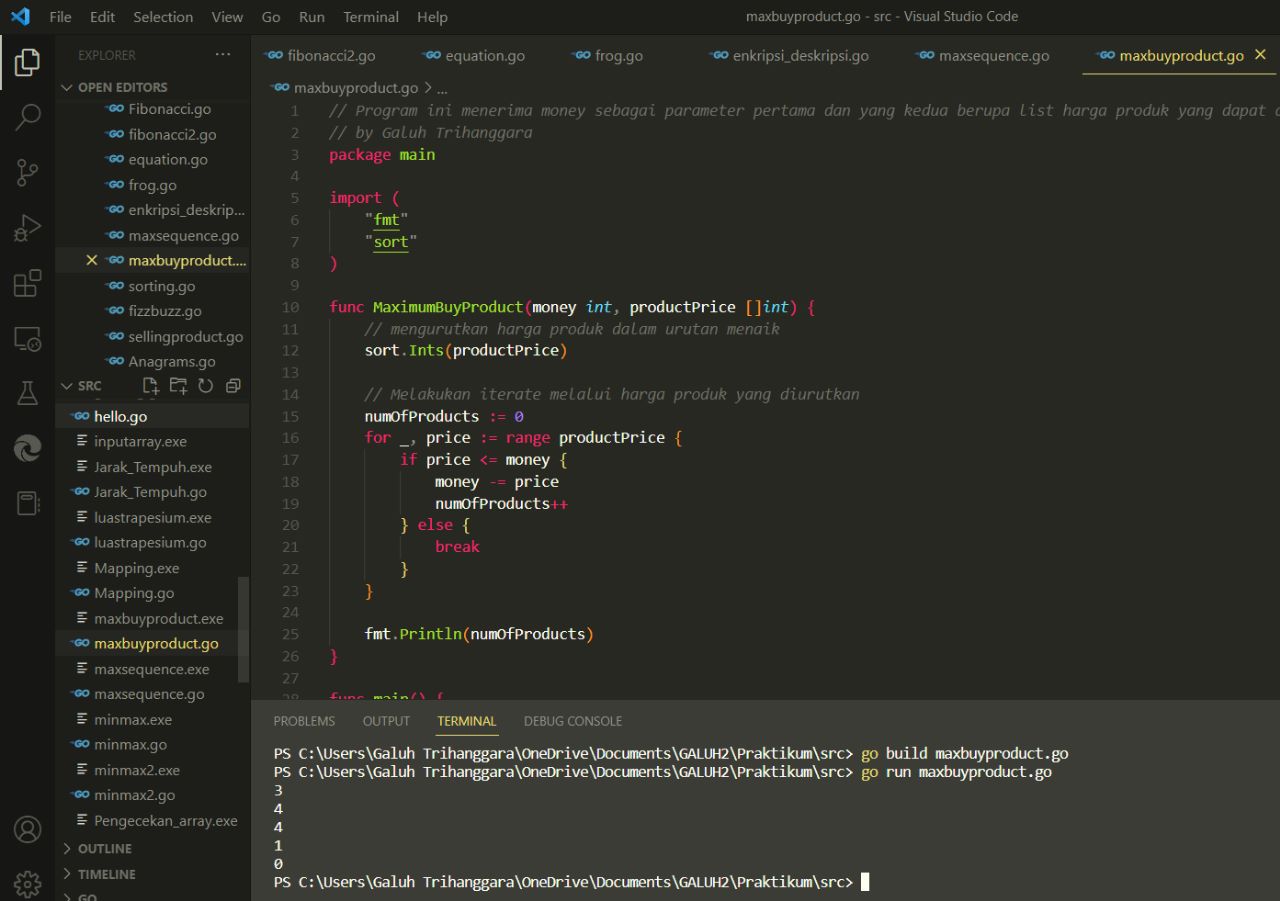 File Edit Selection View Go Run Terminal Help
maxbuyproduct.go - src - Visual Studio Code
EXPLORER
OPEN EDITORS
Fibonacci.go
fibonacci2.go
equation.go
frog.go
enkripsi_deskrip...
maxsequence.go
maxbuyproduct....
sorting.go
fizzbuzz.go
sellingproduct.go
Anagrams.go
SRC
hello.go
inputarray.exe
Jarak_Tempuh.exe
Jarak_Tempuh.go
luastrapesium.exe
luastrapesium.go
Mapping.exe
Mapping.go
maxbuyproduct.exe
maxbuyproduct.go
maxsequence.exe
maxsequence.go
minmax.exe
minmax.go
minmax2.exe
minmax2.go
Pengecekan_array.exe
OUTLINE
TIMELINE
GO
fibonacci2.go equation.go frog.go enkripsi_deskripsi.go maxsequence.go maxbuyproduct.go
maxbuyproduct.go > ...
1 // Program ini menerima money sebagai parameter pertama dan yang kedua berupa list harga produk yang dapat
2 // by Galuh Trihanggara
3 package main
4
5 import (
6 "fmt"
7 "sort"
8 )
9
10 func MaximumBuyProduct(money int, productPrice []int) {
11 // mengurutkan harga produk dalam urutan menaik
12 sort.Ints(productPrice)
13
14 // Melakukan iterate melalui harga produk yang diurutkan
15 numOfProducts := 0
16 for _, price := range productPrice {
17 if price <= money {
18 money -= price
19 numOfProducts++
20 } else {
21 break
22 }
23 }
24
25 fmt.Println(numOfProducts)
26 }
27
28 func main() {
PROBLEMS OUTPUT TERMINAL DEBUG CONSOLE
PS C:\Users\Galuh Trihanggara\OneDrive\Documents\GALUH2\Praktikum\src> go build maxbuyproduct.go
PS C:\Users\Galuh Trihanggara\OneDrive\Documents\GALUH2\Praktikum\src> go run maxbuyproduct.go
3
4
4
1
0
PS C:\Users\Galuh Trihanggara\OneDrive\Documents\GALUH2\Praktikum\src>